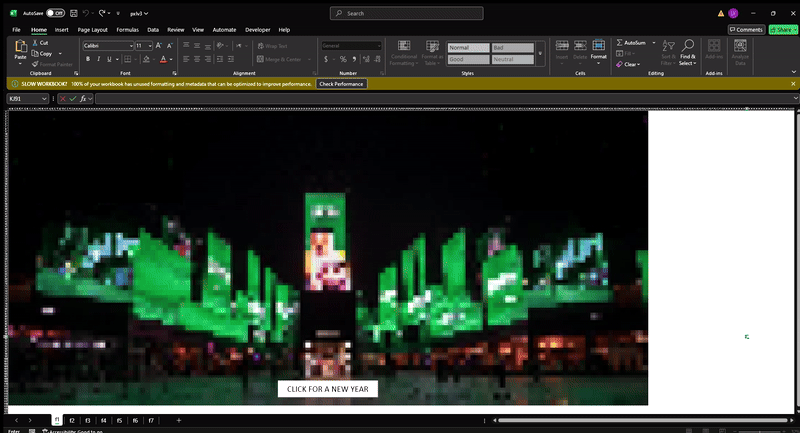 AutoSave Off pxlv3 Search
File Home Insert Page Layout Formulas Data Review View Automate Developer Help Comments Share
Paste Cut Copy Format Painter Clipboard
Calibri 11 A A B I U Font
Wrap Text Merge & Center Alignment
General $ % Number
Conditional Formatting Format as Table Normal Bad Good Neutral Styles
Insert Delete Format Cells
AutoSum Fill Clear Sort & Filter Find & Select Editing
Add-ins Add-ins
Analyze Data
SLOW WORKBOOK? 100% of your workbook has unused formatting and metadata that can be optimized to improve performance. Check Performance
KJ91 fx
CLICK FOR A NEW YEAR
f1 f2 f3 f4 f5 f6 f7
Enter Accessibility: Good to go